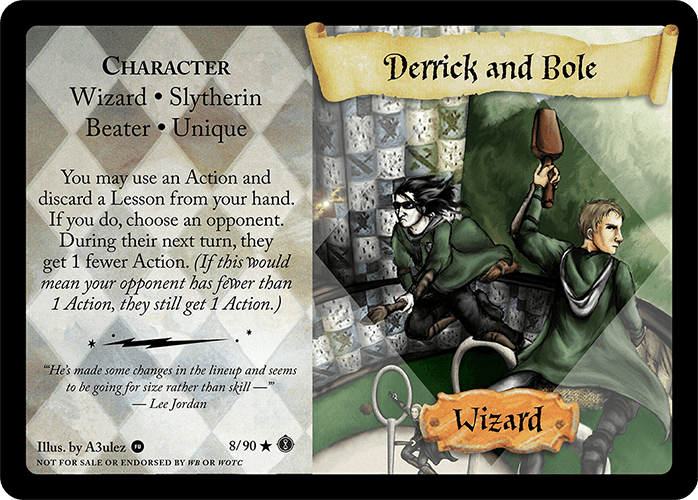 Derrick and Bole
CHARACTER
Wizard • Slytherin
Beater • Unique
You may use an Action and
discard a Lesson from your hand.
If you do, choose an opponent.
During their next turn, they
get 1 fewer Action. (If this would
mean your opponent has fewer than
1 Action, they still get 1 Action.)
“‘He’s made some changes in the lineup and seems
to be going for size rather than skill —’”
— Lee Jordan
Wizard
Illus. by A3ulez
8/90 ★
NOT FOR SALE OR ENDORSED BY WB OR WOTC